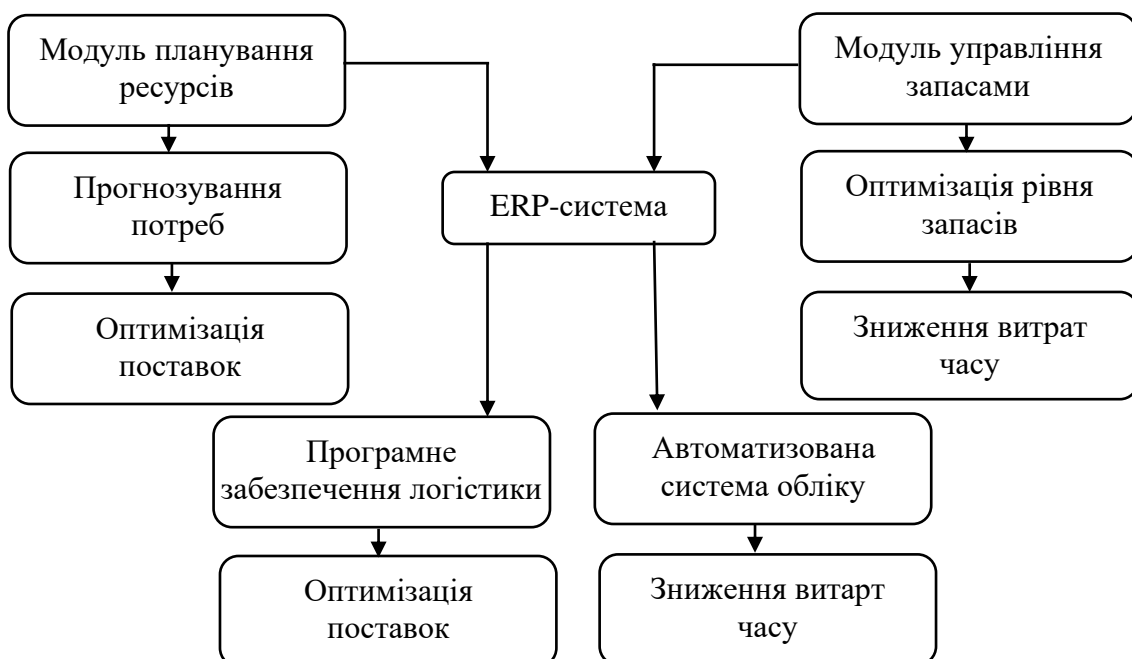 Модуль планування
ресурсів
Модуль управління
запасами
Прогнозування
потреб
ERP-система
Оптимізація рівня
запасів
Оптимізація
поставок
Зниження витрат
часу
Програмне
забезпечення логістики
Автоматизована
система обліку
Оптимізація
поставок
Зниження витарт
часу